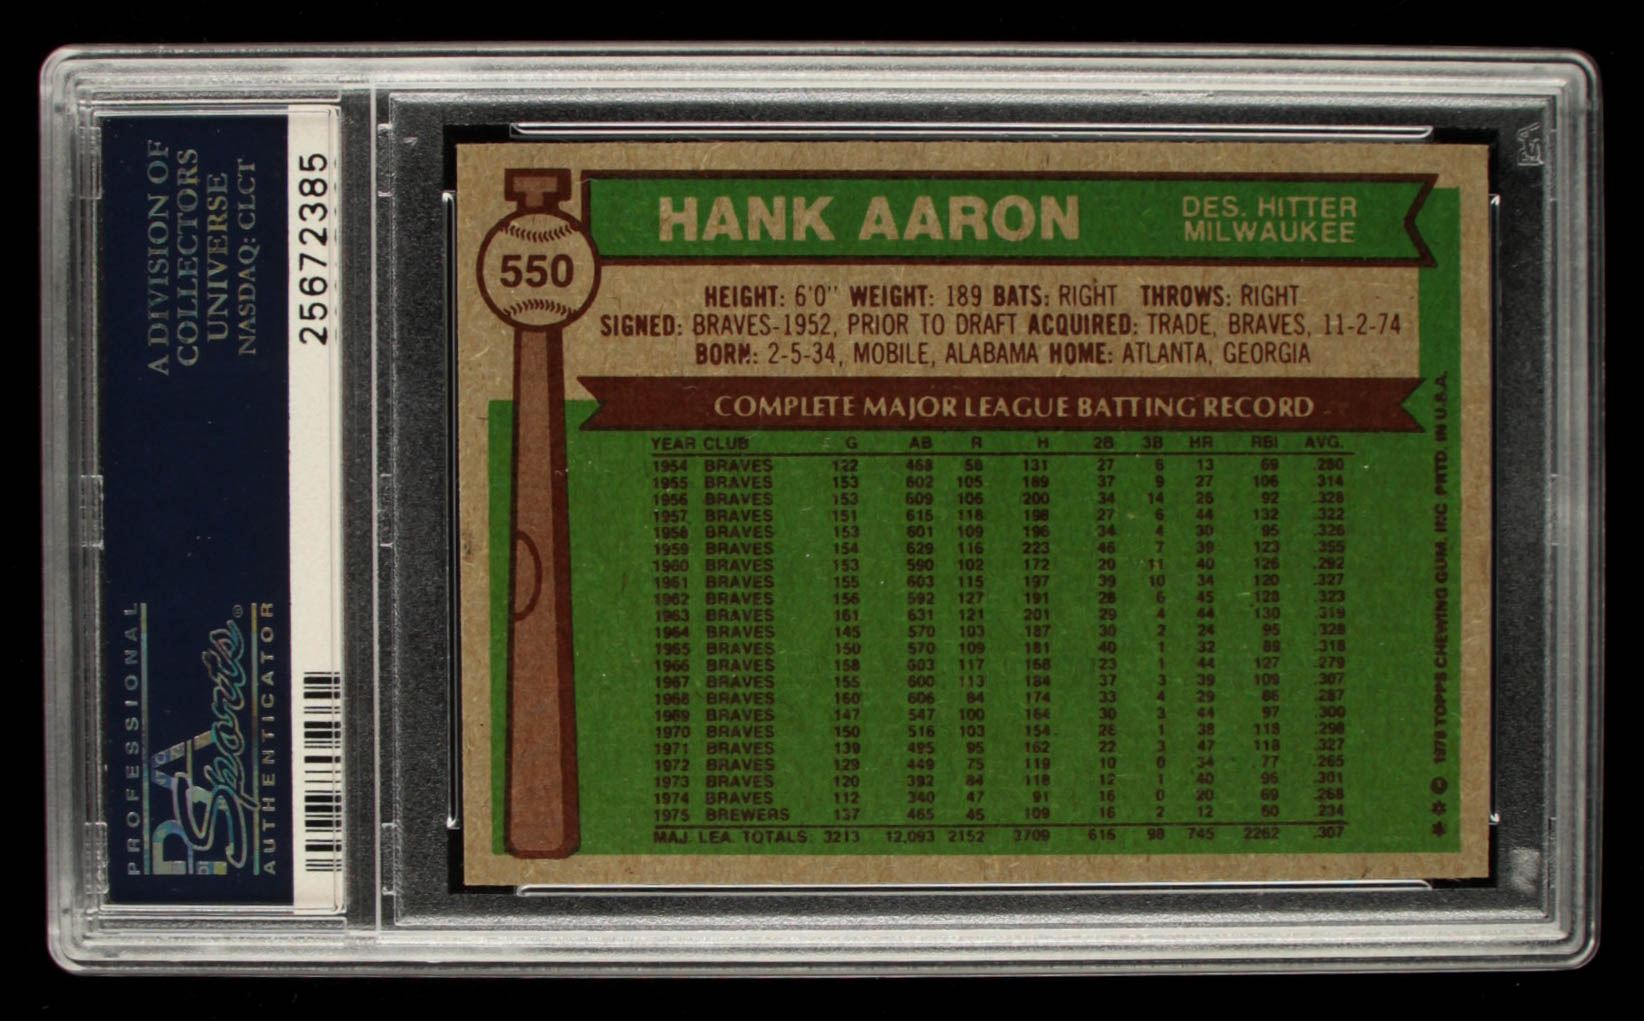 A DIVISION OF
COLLECTORS
UNIVERSE
NASDAQ: CLCT
25672385
PROFESSIONAL
PSA
Sports®
AUTHENTICATOR
T
550
HANK AARON
DES. HITTER
MILWAUKEE
HEIGHT: 6'0" WEIGHT: 189 BATS: RIGHT THROWS: RIGHT
SIGNED: BRAVES-1952, PRIOR TO DRAFT ACQUIRED: TRADE, BRAVES, 11-2-74
BORN: 2-5-34, MOBILE, ALABAMA HOME: ATLANTA, GEORGIA
COMPLETE MAJOR LEAGUE BATTING RECORD
YEAR CLUB G AB R H 2B 3B HR RBI AVG.
1954 BRAVES 122 468 58 131 27 6 13 69 .280
1955 BRAVES 153 602 105 189 37 9 27 106 .314
1956 BRAVES 153 609 106 200 34 14 26 92 .328
1957 BRAVES 151 615 118 198 27 6 44 132 .322
1958 BRAVES 153 601 109 196 34 4 30 95 .326
1959 BRAVES 154 629 116 223 46 7 39 123 .355
1960 BRAVES 153 590 102 172 20 11 40 126 .292
1961 BRAVES 155 603 115 197 39 10 34 120 .327
1962 BRAVES 156 592 127 191 28 6 45 128 .323
1963 BRAVES 161 631 121 201 29 4 44 130 .319
1964 BRAVES 145 570 103 187 30 2 24 95 .328
1965 BRAVES 150 570 109 181 40 1 32 89 .318
1966 BRAVES 158 603 117 168 23 1 44 127 .279
1967 BRAVES 155 600 113 184 37 3 39 109 .307
1968 BRAVES 160 606 84 174 33 4 29 86 .287
1969 BRAVES 147 547 100 164 30 3 44 97 .300
1970 BRAVES 150 516 103 154 26 1 38 118 .298
1971 BRAVES 139 495 95 162 22 3 47 118 .327
1972 BRAVES 129 449 75 119 10 0 34 77 .265
1973 BRAVES 120 392 84 118 12 1 40 96 .301
1974 BRAVES 112 340 47 91 16 0 20 69 .268
1975 BREWERS 137 465 45 109 16 2 12 60 .234
MAJ. LEA. TOTALS 3213 12,093 2152 3709 616 98 745 2262 .307
*** © 1976 TOPPS CHEWING GUM, INC. PRTD. IN U.S.A.